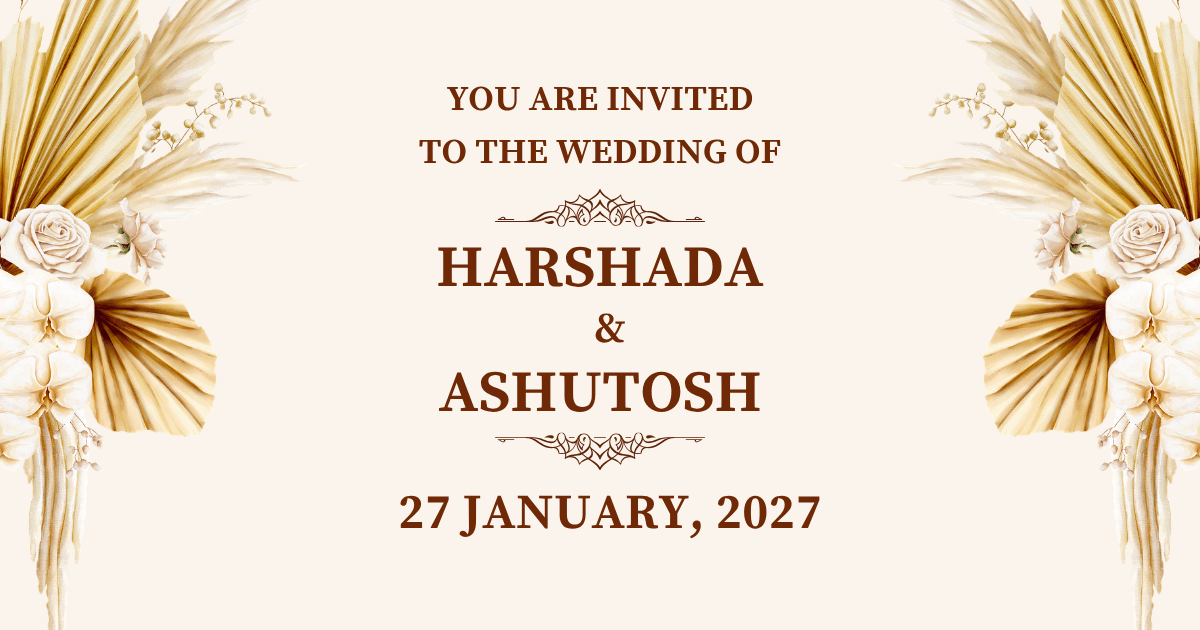 YOU ARE INVITED
TO THE WEDDING OF
HARSHADA
&
ASHUTOSH
27 JANUARY, 2027